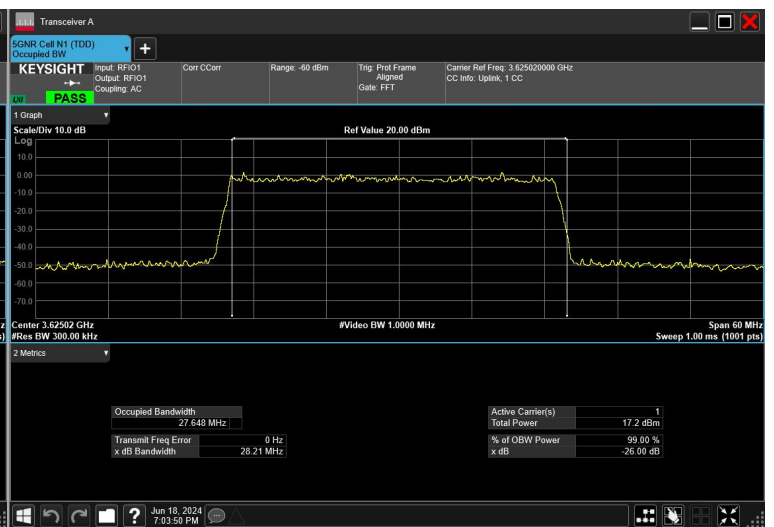 Transceiver A
5GNR Cell N1 (TDD)
Occupied BW
KEYSIGHT
PASS
Input: RFIO1
Output: RFIO1
Coupling: AC
Corr CCorr
Range: -60 dBm
Trig: Prot Frame
Aligned
Gate: FFT
Carrier Ref Freq: 3.625020000 GHz
CC Info: Uplink, 1 CC
1 Graph
Scale/Div 10.0 dB
Ref Value 20.00 dBm
Log
10.0
0.00
-10.0
-20.0
-30.0
-40.0
-50.0
-60.0
-70.0
Center 3.62502 GHz
#Video BW 1.0000 MHz
Span 60 MHz
#Res BW 300.00 kHz
Sweep 1.00 ms (1001 pts)
2 Metrics
Occupied Bandwidth
27.648 MHz
Transmit Freq Error 0 Hz
x dB Bandwidth 28.21 MHz
Active Carrier(s) 1
Total Power 17.2 dBm
% of OBW Power 99.00 %
x dB -26.00 dB
Jun 18, 2024
7:03:50 PM